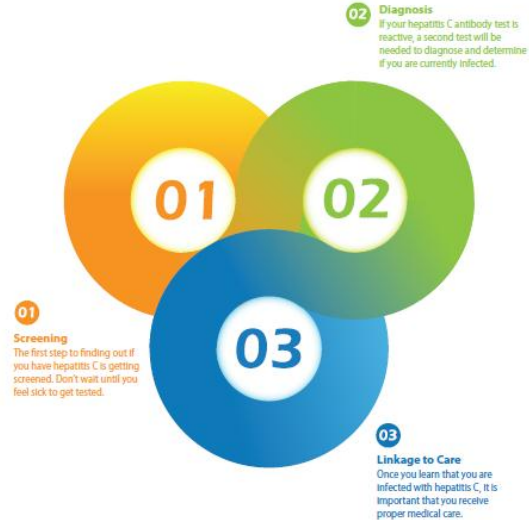 02
Diagnosis
If your hepatitis C antibody test is
reactive, a second test will be
needed to diagnose and determine
if you are currently infected.
01
02
03
01
Screening
The first step to finding out if
you have hepatitis C is getting
screened. Don't wait until you
feel sick to get tested.
03
Linkage to Care
Once you learn that you are
infected with hepatitis C, it is
important that you receive
proper medical care.